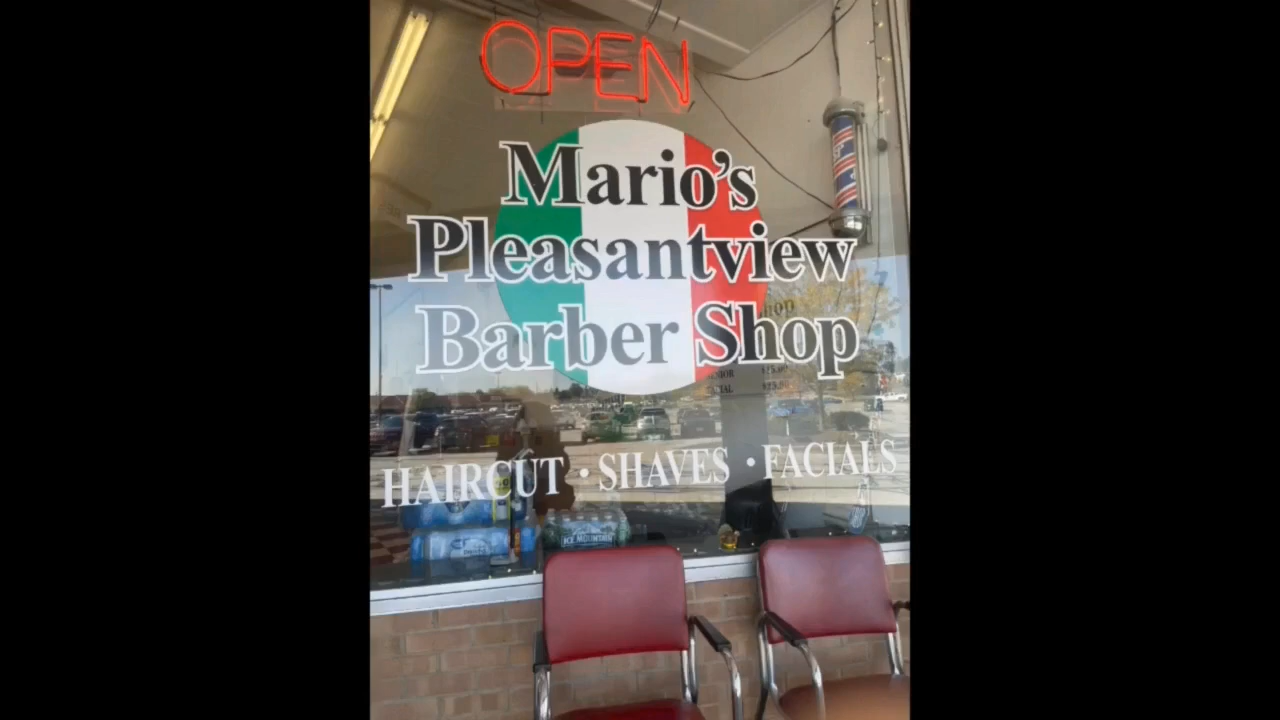 OPEN
Mario's
Pleasantview
Barber Shop
HAIRCUT • SHAVES • FACIALS
ICE MOUNTAIN